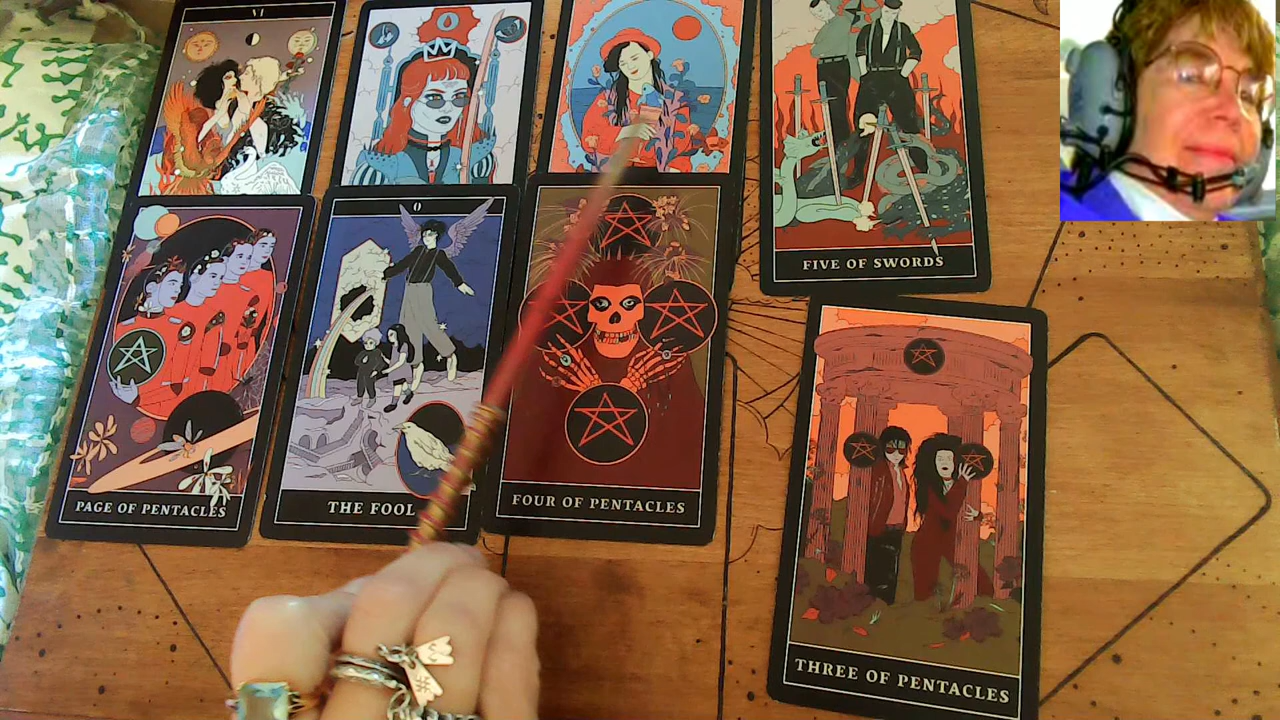 VI
FIVE OF SWORDS
0
PAGE OF PENTACLES
THE FOOL
FOUR OF PENTACLES
THREE OF PENTACLES